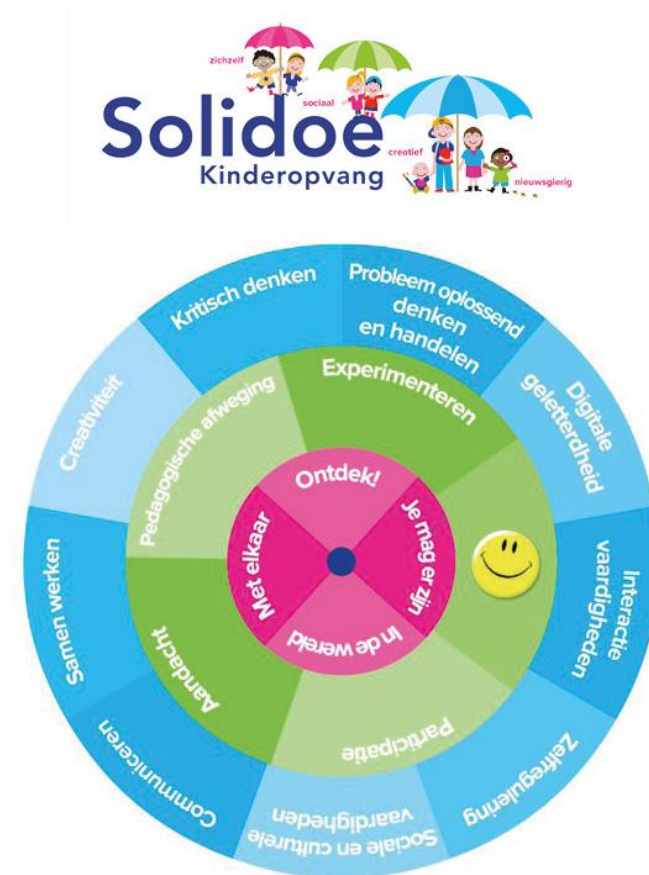 zichzelf
sociaal
Solidoe
creatief
Kinderopvang
nieuwsgierig
Kritisch denken
Probleem oplossend
denken
en handelen
Digitale
geletterdheid
Interactie
vaardigheden
Zelfregulering
Sociale en culturele
vaardigheden
Communiceren
Samen werken
Creativiteit
Pedagogische afweging
Experimenteren
Participatie
Aandacht
Ontdek!
Je mag er zijn
In de wereld
Met elkaar